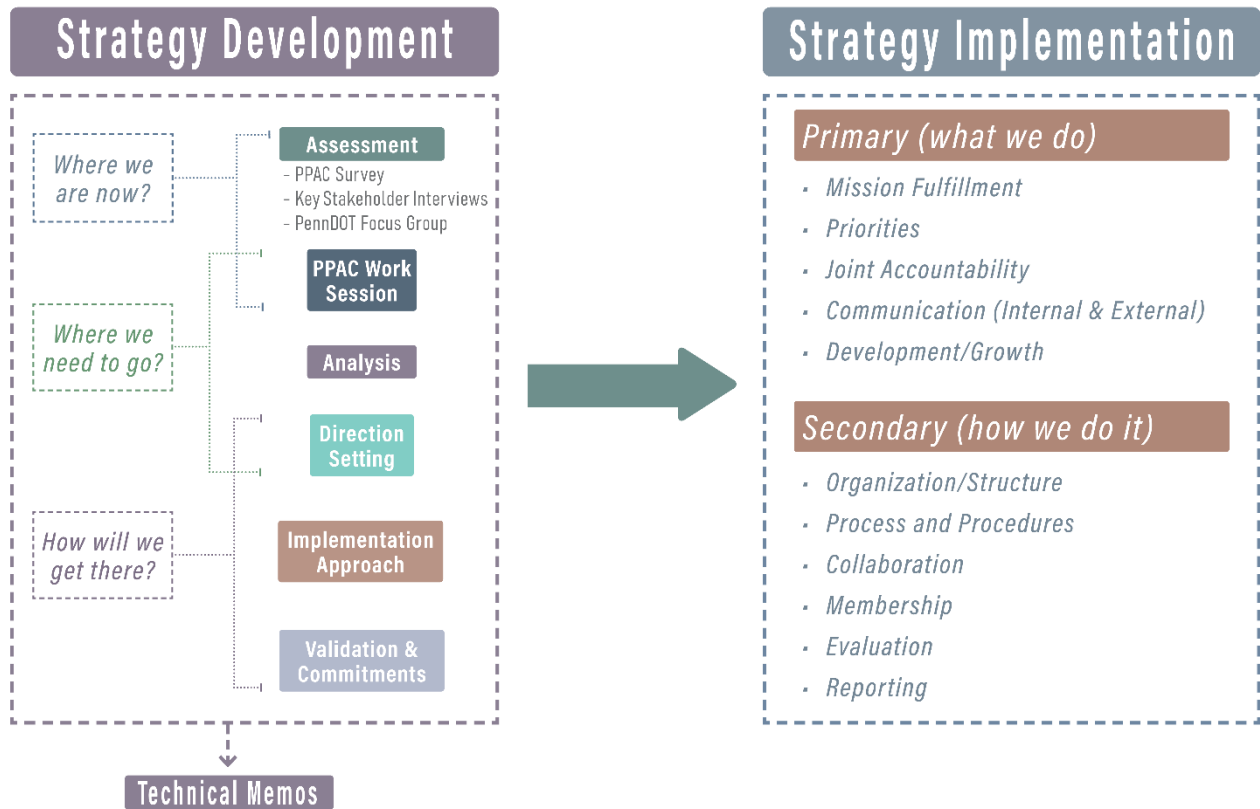 Strategy Development
Where we
are now?
Assessment
- PPAC Survey
- Key Stakeholder Interviews
- PennDOT Focus Group
PPAC Work
Session
Where we
need to go?
Analysis
Direction
Setting
How will we
get there?
Implementation
Approach
Validation &
Commitments
Technical Memos
Strategy Implementation
Primary (what we do)
• Mission Fulfillment
• Priorities
• Joint Accountability
• Communication (Internal & External)
• Development/Growth
Secondary (how we do it)
• Organization/Structure
• Process and Procedures
• Collaboration
• Membership
• Evaluation
• Reporting